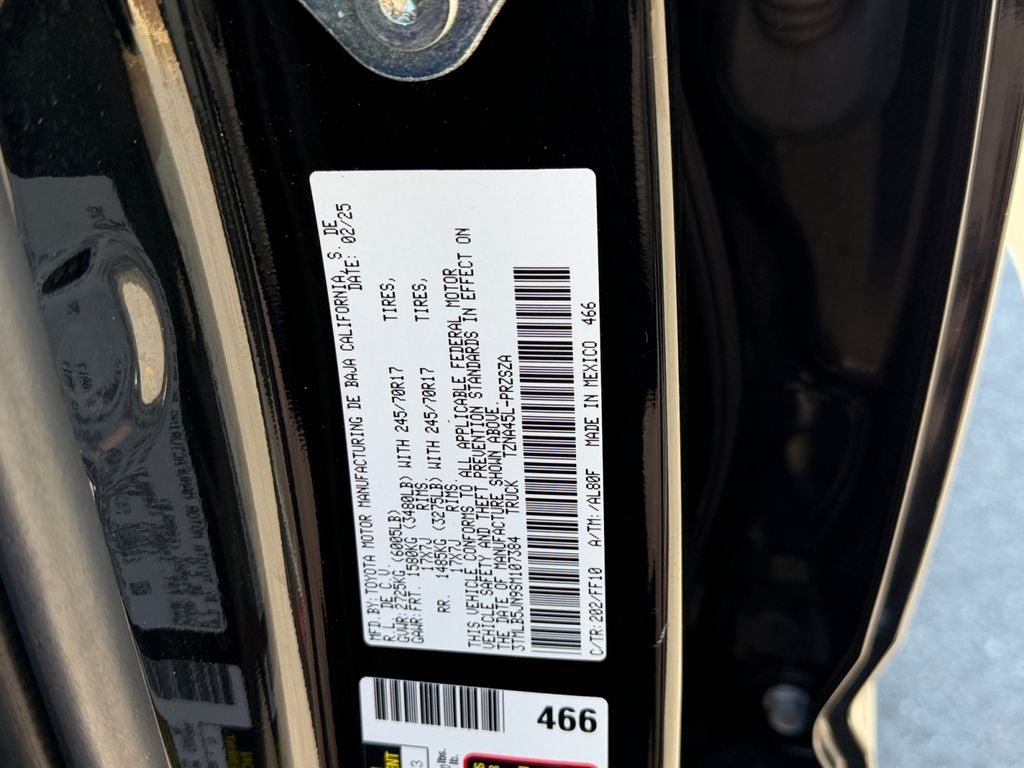 MFD. BY: TOYOTA MOTOR MANUFACTURING DE BAJA CALIFORNIA, S. DE
R. L. DE C. V. DATE: 02/25
GVWR: 2725KG (6005LB)
GAWR: FRT. 1580KG (3480LB) WITH 245/70R17 TIRES,
17X7J RIMS.
RR. 1485KG (3275LB) WITH 245/70R17 TIRES,
17X7J RIMS.
THIS VEHICLE CONFORMS TO ALL APPLICABLE FEDERAL MOTOR
VEHICLE SAFETY AND THEFT PREVENTION STANDARDS IN EFFECT ON
THE DATE OF MANUFACTURE SHOWN ABOVE.
3TMLB5JN9SM107384 TRUCK TZNA45L-PRZSZA
C/TR: 202/FF10 A/TM: /AL80F MADE IN MEXICO 466
466
lbs.
lb.